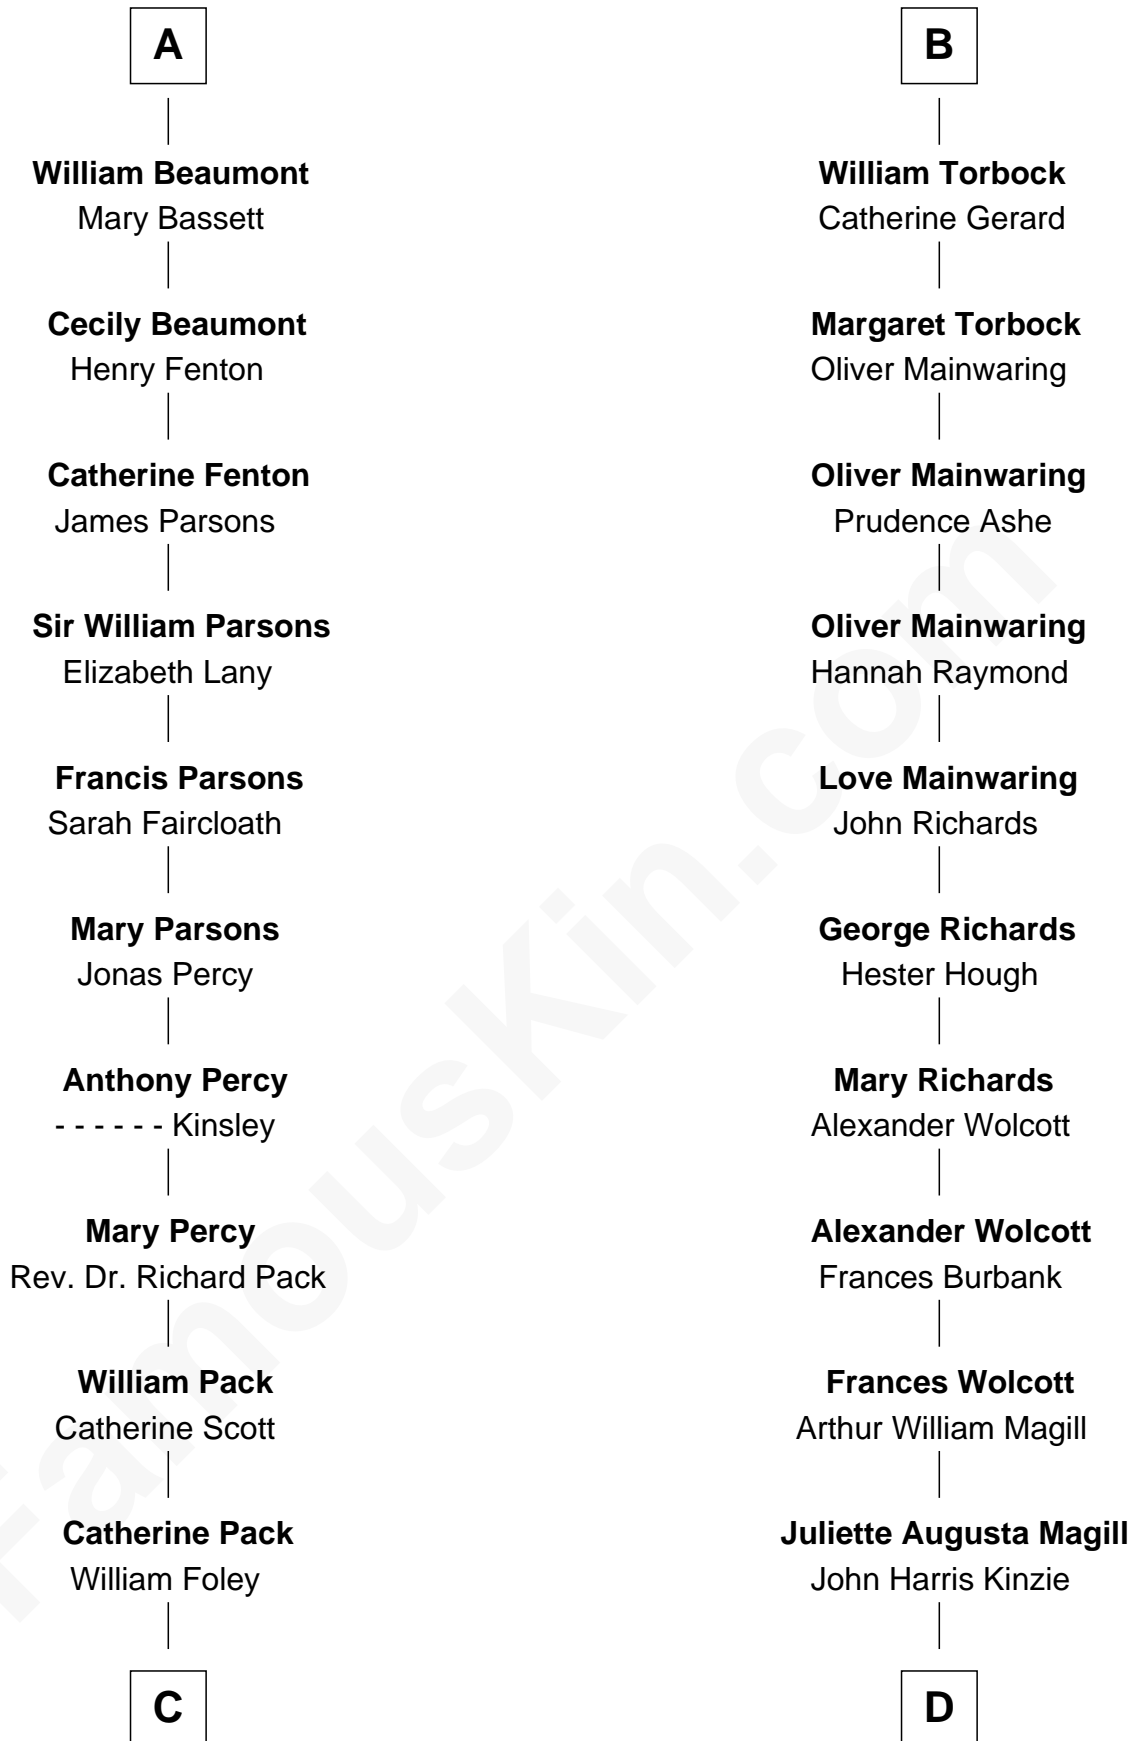 A
William Beaumont
Mary Bassett
Cecily Beaumont
Henry Fenton
Catherine Fenton
James Parsons
Sir William Parsons
Elizabeth Lany
Francis Parsons
Sarah Faircloath
Mary Parsons
Jonas Percy
Anthony Percy
- - - - - - Kinsley
Mary Percy
Rev. Dr. Richard Pack
William Pack
Catherine Scott
Catherine Pack
William Foley
C
B
William Torbock
Catherine Gerard
Margaret Torbock
Oliver Mainwaring
Oliver Mainwaring
Prudence Ashe
Oliver Mainwaring
Hannah Raymond
Love Mainwaring
John Richards
George Richards
Hester Hough
Mary Richards
Alexander Wolcott
Alexander Wolcott
Frances Burbank
Frances Wolcott
Arthur William Magill
Juliette Augusta Magill
John Harris Kinzie
D
FamousKin.com